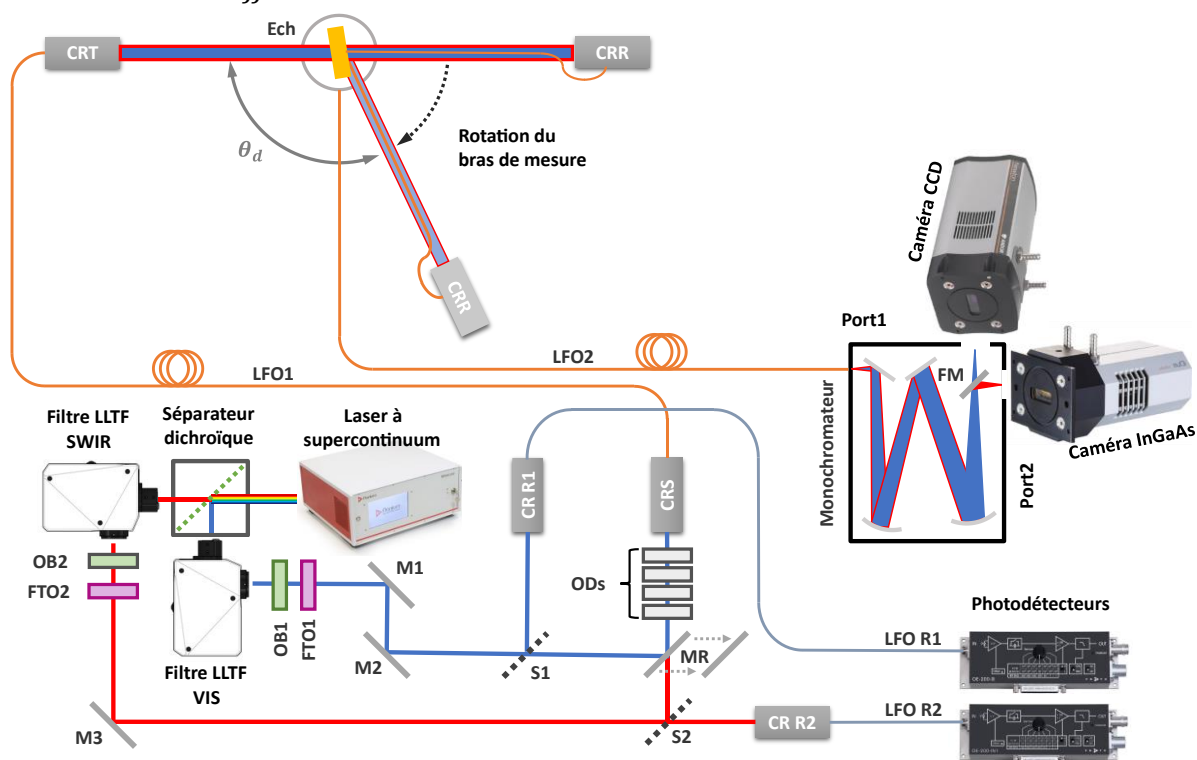 Ech
CRT
CRR
θ_d
Rotation du
bras de mesure
CRR
Caméra CCD
Port1
LFO1
LFO2
FM
Monochromateur
Caméra InGaAs
Port2
Filtre LLTF
SWIR
Séparateur
dichroïque
Laser à
supercontinuum
CR R1
CRS
OB2
FTO2
OB1
FTO1
M1
ODs
M2
S1
MR
Filtre LLTF
VIS
M3
S2
CR R2
Photodétecteurs
LFO R1
LFO R2